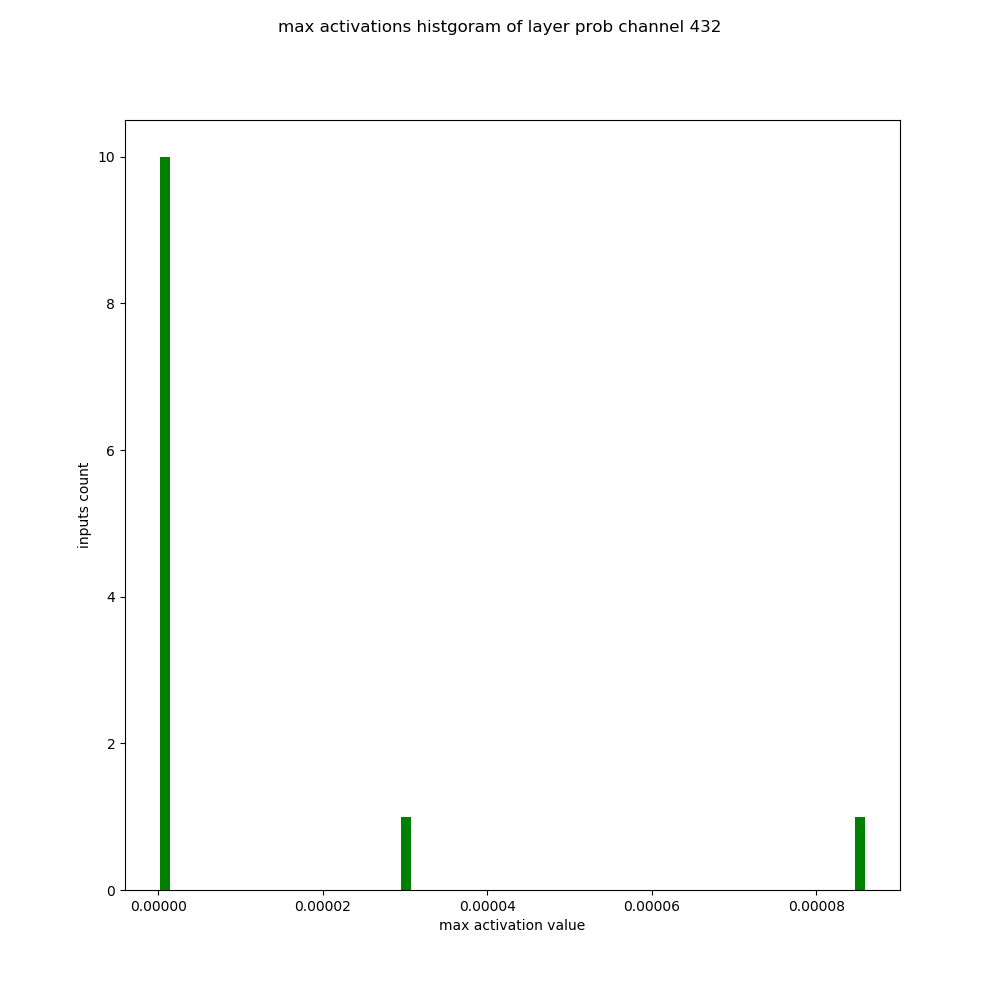 max activations histgoram of layer prob channel 432
10
8
6
4
2
0
inputs count
0.00000 0.00002 0.00004 0.00006 0.00008
max activation value